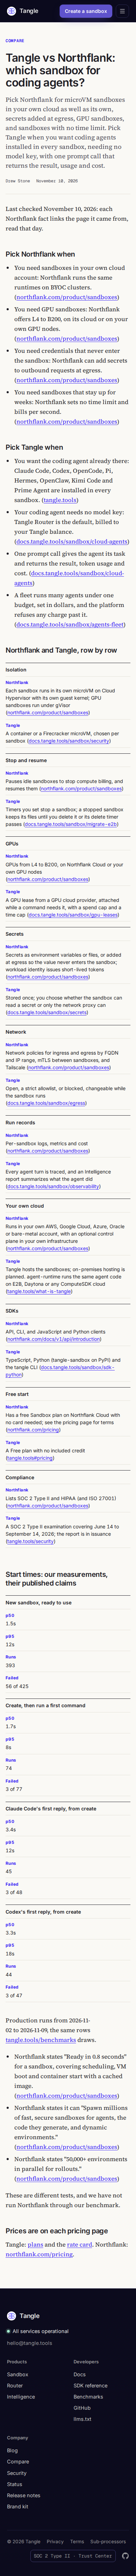 Tangle
Create a sandbox
COMPARE
Tangle vs Northflank:
which sandbox for
coding agents?
Pick Northflank for microVM sandboxes
inside your own cloud account, with its own
secrets added at egress, GPU sandboxes,
and sandboxes with no time limit. Pick
Tangle when you want a coding agent
already installed in every sandbox, needing no
model key, with one prompt call that
returns its result, usage and cost.
Drew Stone November 10, 2026
Last checked November 10, 2026: each
Northflank fact links the page it came from,
read that day.
Pick Northflank when
You need sandboxes in your own cloud
account: Northflank runs the same
runtimes on BYOC clusters.
(northflank.com/product/sandboxes)
You need GPU sandboxes: Northflank
offers L4 to B200, on its cloud or on your
own GPU nodes.
(northflank.com/product/sandboxes)
You need credentials that never enter
the sandbox: Northflank can add secrets
to outbound requests at egress.
(northflank.com/product/sandboxes)
You need sandboxes that stay up for
weeks: Northflank sets no time limit and
bills per second.
(northflank.com/product/sandboxes)
Pick Tangle when
You want the coding agent already there:
Claude Code, Codex, OpenCode, Pi,
Hermes, OpenClaw, Kimi Code and
Prime Agent are installed in every
sandbox. (tangle.tools)
Your coding agent needs no model key:
Tangle Router is the default, billed to
your Tangle balance.
(docs.tangle.tools/sandbox/cloud-agents)
One prompt call gives the agent its task
and returns the result, token usage and
cost. (docs.tangle.tools/sandbox/cloud-
agents)
A fleet runs many agents under one
budget, set in dollars, and the platform
refuses any charge past it.
(docs.tangle.tools/sandbox/agents-fleet)
Northflank and Tangle, row by row
Isolation
Northflank
Each sandbox runs in its own microVM on Cloud
Hypervisor with its own guest kernel; GPU
sandboxes run under gVisor
(northflank.com/product/sandboxes)
Tangle
A container or a Firecracker microVM, chosen per
sandbox (docs.tangle.tools/sandbox/security)
Stop and resume
Northflank
Pauses idle sandboxes to stop compute billing, and
resumes them (northflank.com/product/sandboxes)
Tangle
Timers you set stop a sandbox; a stopped sandbox
keeps its files until you delete it or its delete timer
passes (docs.tangle.tools/sandbox/migrate-e2b)
GPUs
Northflank
GPUs from L4 to B200, on Northflank Cloud or your
own GPU nodes
(northflank.com/product/sandboxes)
Tangle
A GPU lease for runs a GPU container, attached
while a command needs it, with a wall-clock cap and a
price cap (docs.tangle.tools/sandbox/gpu-leases)
Secrets
Northflank
Secrets as environment variables or files, or added
at egress so the value never enters the sandbox;
workload identity issues short-lived tokens
(northflank.com/product/sandboxes)
Tangle
Stored once; you choose whether the sandbox can
read a secret or only the network proxy can
(docs.tangle.tools/sandbox/secrets)
Network
Northflank
Network policies for ingress and egress by FQDN
and IP range, mTLS between sandboxes, and
Tailscale (northflank.com/product/sandboxes)
Tangle
Open, a strict allowlist, or blocked, changeable while
the sandbox runs
(docs.tangle.tools/sandbox/egress)
Run records
Northflank
Per-sandbox logs, metrics and cost
(northflank.com/product/sandboxes)
Tangle
Every agent turn is traced, and an Intelligence
report summarizes what the agent did
(docs.tangle.tools/sandbox/observability)
Your own cloud
Northflank
Runs in your own AWS, Google Cloud, Azure, Oracle
or bare-metal account, with an optional control
plane in your own infrastructure
(northflank.com/product/sandboxes)
Tangle
Tangle hosts the sandboxes; on-premises hosting is
planned. agent-runtime runs the same agent code
on E2B, Daytona or any ComputeSDK cloud
(tangle.tools/what-is-tangle)
SDKs
Northflank
API, CLI, and JavaScript and Python clients
(northflank.com/docs/v1/api/introduction)
Tangle
TypeScript, Python (tangle-sandbox on PyPI) and
the tangle CLI (docs.tangle.tools/sandbox/sdk-
python)
Free start
Northflank
Has a free Sandbox plan on Northflank Cloud with
no card needed; see the pricing page for terms
(northflank.com/pricing)
Tangle
A Free plan with no included credit
(tangle.tools#pricing)
Compliance
Northflank
Lists SOC 2 Type II and HIPAA (and ISO 27001)
(northflank.com/product/sandboxes)
Tangle
A SOC 2 Type II examination covering June 14 to
September 14, 2026; the report is in issuance
(tangle.tools/security)
Start times: our measurements,
their published claims
New sandbox, ready to use
p50
1.5s
p95
12s
Runs
393
Failed
56 of 425
Create, then run a first command
p50
1.7s
p95
8s
Runs
74
Failed
3 of 77
Claude Code's first reply, from create
p50
3.4s
p95
12s
Runs
45
Failed
3 of 48
Codex's first reply, from create
p50
3.3s
p95
18s
Runs
44
Failed
3 of 47
Production runs from 2026-11-
02 to 2026-11-09; the same rows
tangle.tools/benchmarks draws.
Northflank states "Ready in 0.8 seconds"
for a sandbox, covering scheduling, VM
boot and container start with a cached
image.
(northflank.com/product/sandboxes)
Northflank states it can "Spawn millions
of fast, secure sandboxes for agents, code
they generate, and dynamic
environments."
(northflank.com/product/sandboxes)
Northflank states "50,000+ environments
in parallel for rollouts."
(northflank.com/product/sandboxes)
These are different tests, and we have not
run Northflank through our benchmark.
Prices are on each pricing page
Tangle: plans and the rate card. Northflank:
northflank.com/pricing.
Tangle
All services operational
hello@tangle.tools
Products
Sandbox
Router
Intelligence
Developers
Docs
SDK reference
Benchmarks
GitHub
llms.txt
Company
Blog
Compare
Security
Status
Release notes
Brand kit
© 2026 Tangle Privacy Terms Sub-processors
SOC 2 Type II · Trust Center